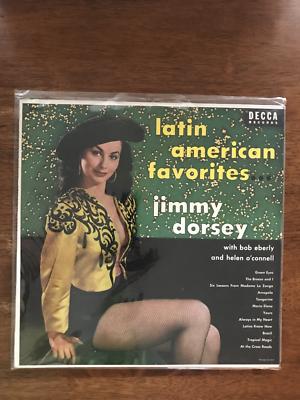 DECCA
RECORDS
latin
american
favorites...
jimmy
dorsey
with bob eberly
and helen o'connell
Green Eyes
The Breeze and I
Six Lessons From Madame La Zonga
Amapola
Tangerine
Maria Elena
Yours
Always in My Heart
Latins Know How
Brazil
Tropical Magic
At the Cross Roads